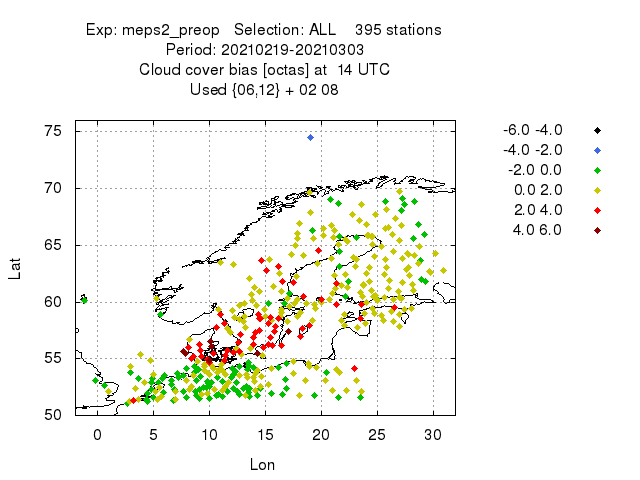 Exp: meps2_preop   Selection: ALL    395 stations
Period: 20210219-20210303
Cloud cover bias [octas] at  14 UTC
Used {06,12} + 02 08
-6.0 -4.0
-4.0 -2.0
-2.0 0.0
0.0 2.0
2.0 4.0
4.0 6.0
75
70
65
60
55
50
Lat
0 5 10 15 20 25 30
Lon